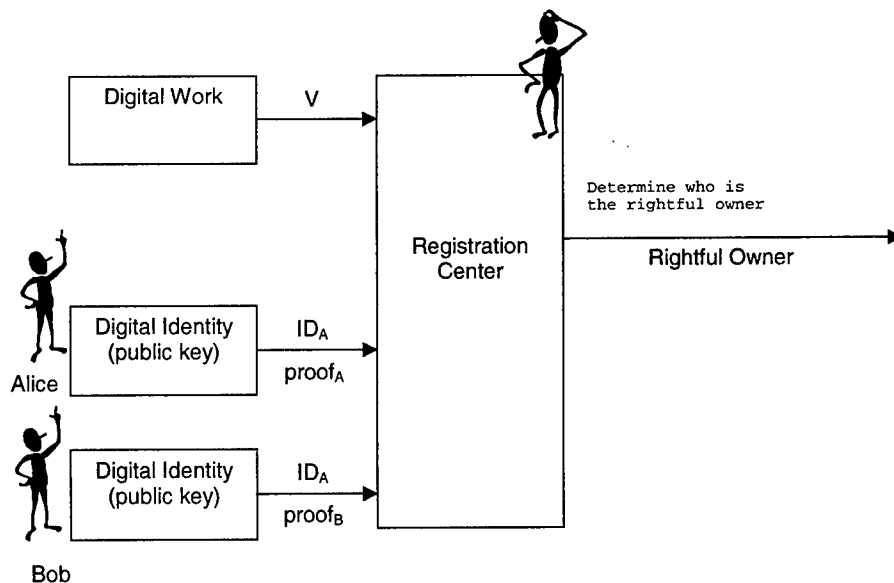 Digital Work
V
Determine who is
the rightful owner
Registration
Center
Rightful Owner
Digital Identity
(public key)
ID_A
proof_A
Alice
Digital Identity
(public key)
ID_A
proof_B
Bob